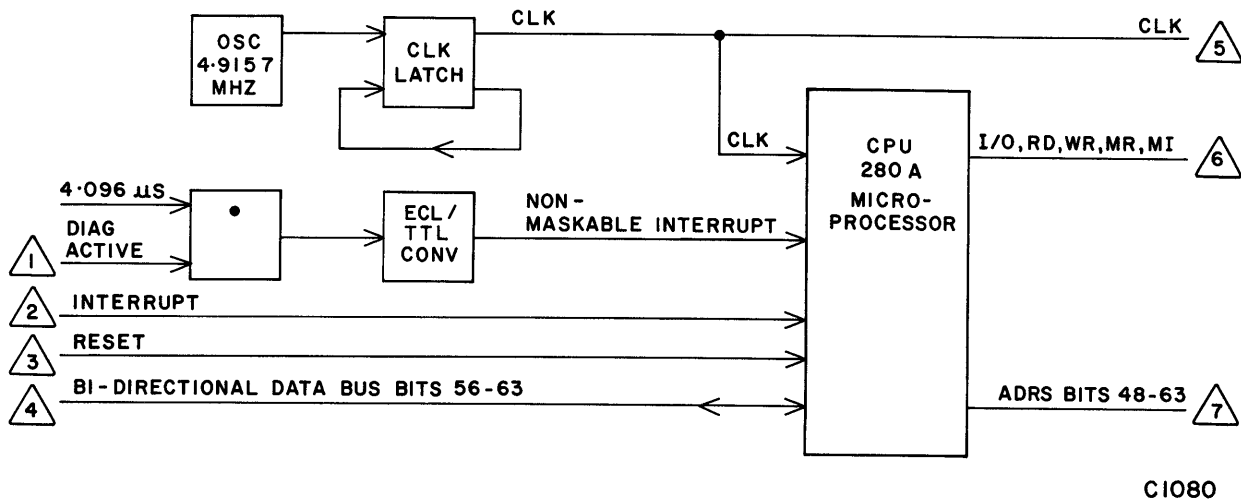 OSC
4.9157
MHZ
CLK
LATCH
CLK
CLK
5
CLK
CPU
280A
MICRO-
PROCESSOR
I/O,RD,WR,MR,MI
6
4.096 µS
DIAG
ACTIVE
1
•
ECL/
TTL
CONV
NON-
MASKABLE INTERRUPT
2
INTERRUPT
3
RESET
4
BI-DIRECTIONAL DATA BUS BITS 56-63
ADRS BITS 48-63
7
C1080